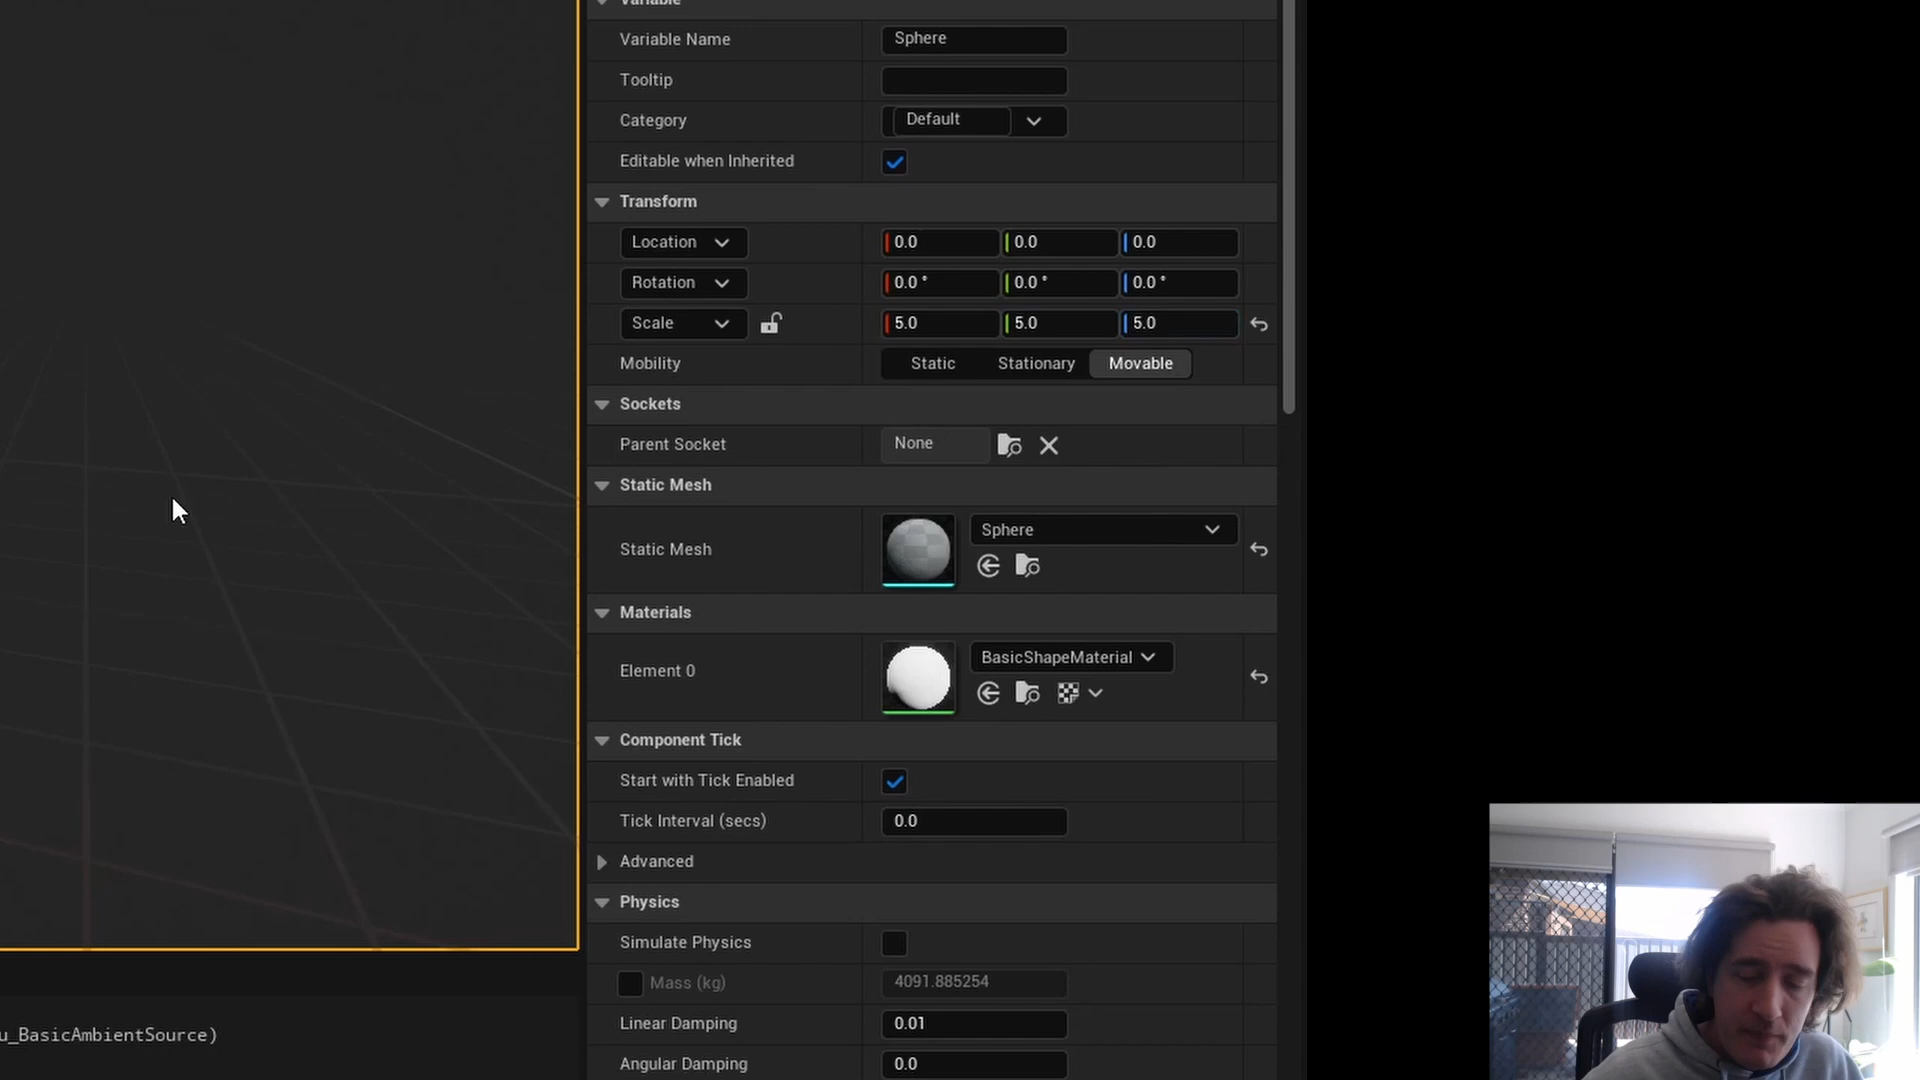 Variable
Variable Name Sphere
Tooltip
Category Default
Editable when Inherited
Transform
Location 0.0 0.0 0.0
Rotation 0.0 ° 0.0 ° 0.0 °
Scale 5.0 5.0 5.0
Mobility Static Stationary Movable
Sockets
Parent Socket None
Static Mesh
Static Mesh Sphere
Materials
Element 0 BasicShapeMaterial
Component Tick
Start with Tick Enabled
Tick Interval (secs) 0.0
Advanced
Physics
Simulate Physics
Mass (kg) 4091.885254
Linear Damping 0.01
Angular Damping 0.0
u_BasicAmbientSource)